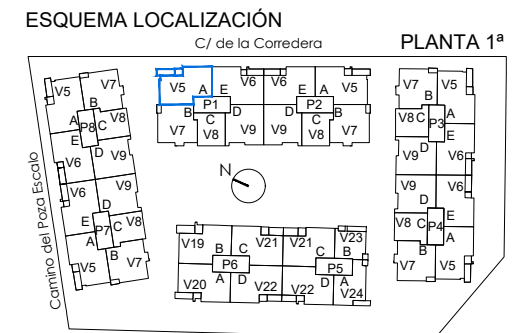 ESQUEMA LOCALIZACIÓN
C/ de la Corredera
PLANTA 1ª
V5 A E V6 V6 E A V5
P1 P2
B C D D C B
V7 V8 V9 V9 V8 V7
V5 B V7
A P8 C V8
E D
V6 V9
V6 V9
E D
P7 C V8
A B
V5 V7
V7 B V5
V8 C P3 A
D E
V9 V6
V9 V6
D E
V8 C P4
B A
V7 V5
N
V19 B C V21 V21 C B V23
P6 P5
V20 A D V22 V22 D A V24
Camino del Poza Escalo